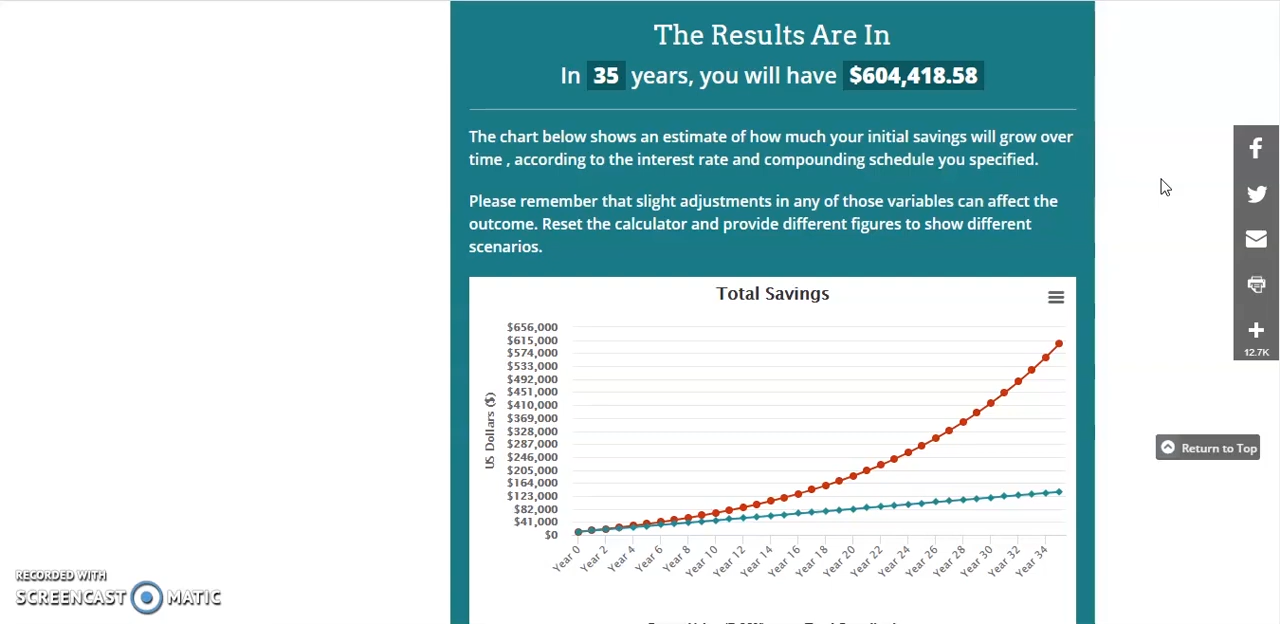 The Results Are In
In 35 years, you will have $604,418.58
The chart below shows an estimate of how much your initial savings will grow over
time , according to the interest rate and compounding schedule you specified.
Please remember that slight adjustments in any of those variables can affect the
outcome. Reset the calculator and provide different figures to show different
scenarios.
Total Savings
US Dollars ($)
$656,000
$615,000
$574,000
$533,000
$492,000
$451,000
$410,000
$369,000
$328,000
$287,000
$246,000
$205,000
$164,000
$123,000
$82,000
$41,000
$0
Year 0
Year 2
Year 4
Year 6
Year 8
Year 10
Year 12
Year 14
Year 16
Year 18
Year 20
Year 22
Year 24
Year 26
Year 28
Year 30
Year 32
Year 34
12.7K
Return to Top
RECORDED WITH
SCREENCAST MATIC